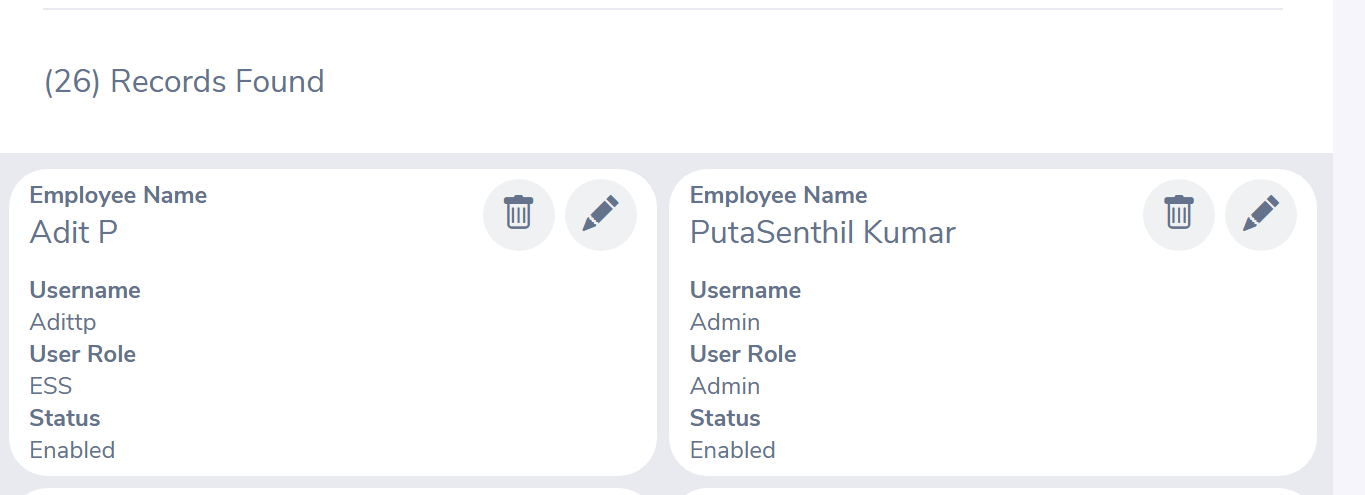 (26) Records Found
Employee Name
Adit P
Username
Adittp
User Role
ESS
Status
Enabled
Employee Name
PutaSenthil Kumar
Username
Admin
User Role
Admin
Status
Enabled